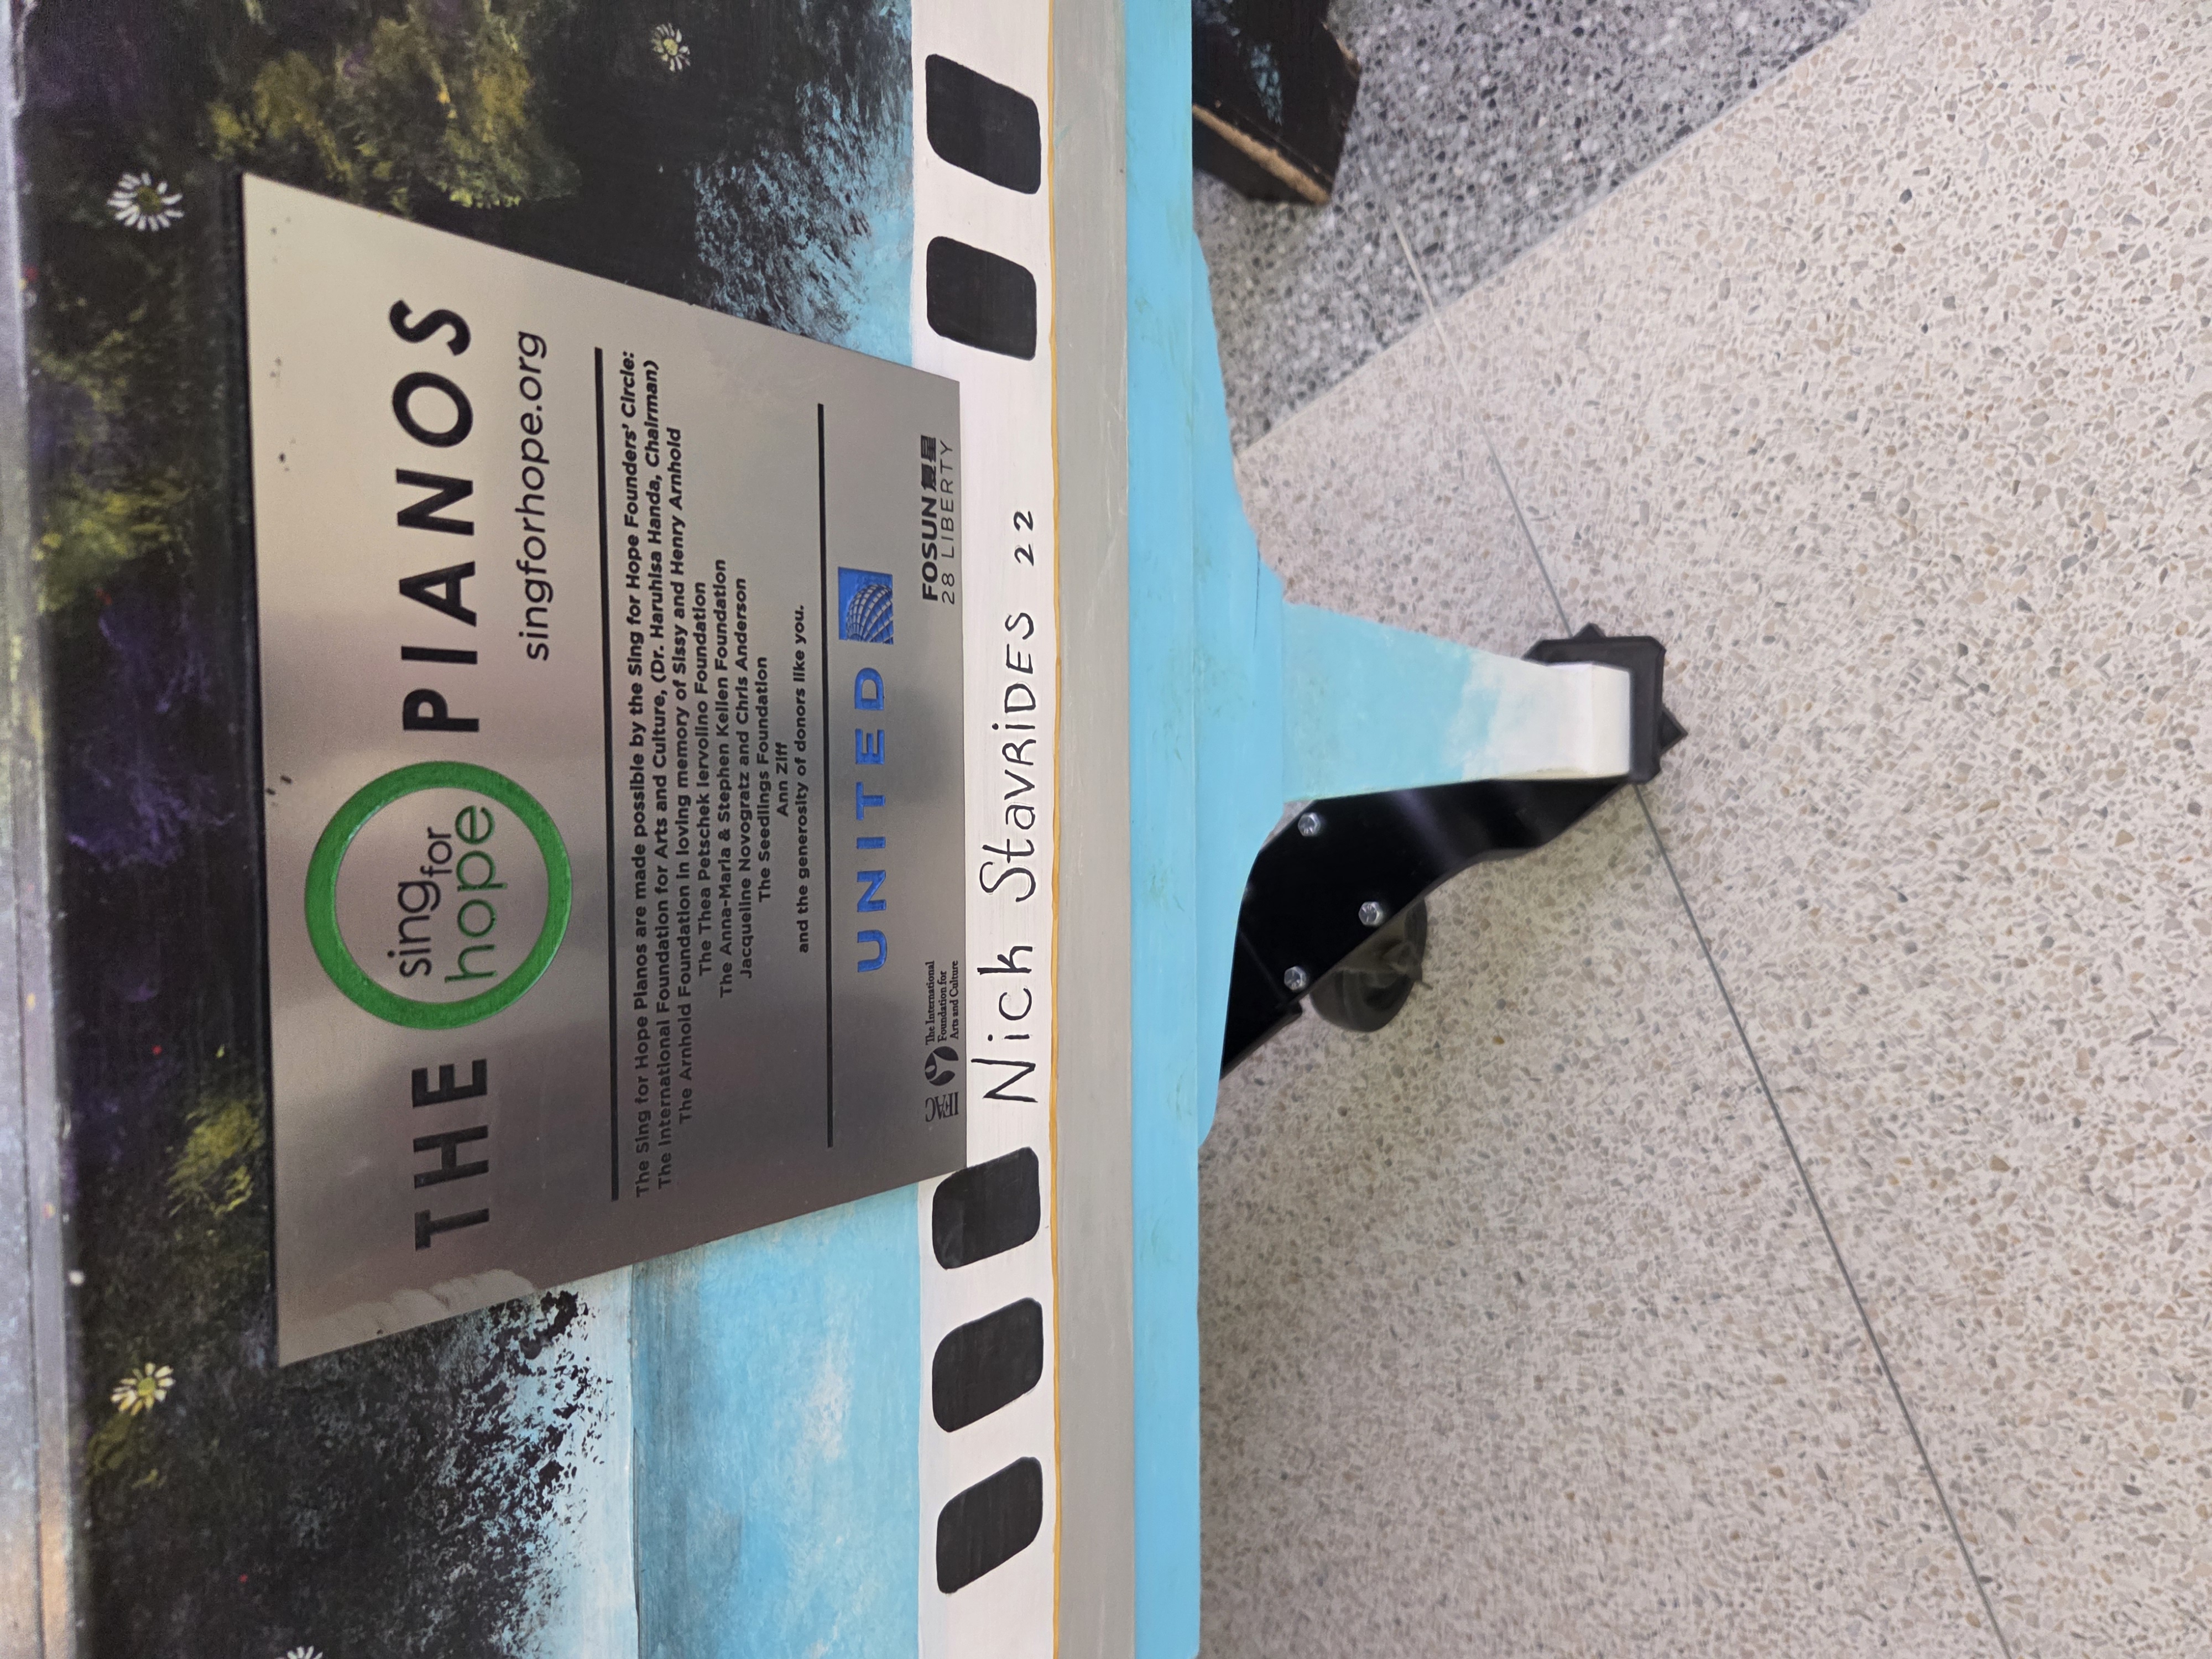 THE sing for hope PIANOS
singforhope.org
The Sing for Hope Pianos are made possible by the Sing for Hope Founders’ Circle:
The International Foundation for Arts and Culture, (Dr. Haruhisa Handa, Chairman)
The Arnhold Foundation in loving memory of Sissy and Henry Arnhold
The Thea Petschek Iervolino Foundation
The Anna-Maria & Stephen Kellen Foundation
Jacqueline Novogratz and Chris Anderson
The Seedlings Foundation
Ann Ziff
and the generosity of donors like you.
UNITED
IFAC
The International
Foundation for
Arts and Culture
FOSUN 复星
28 LIBERTY
Nick Stavrides 22